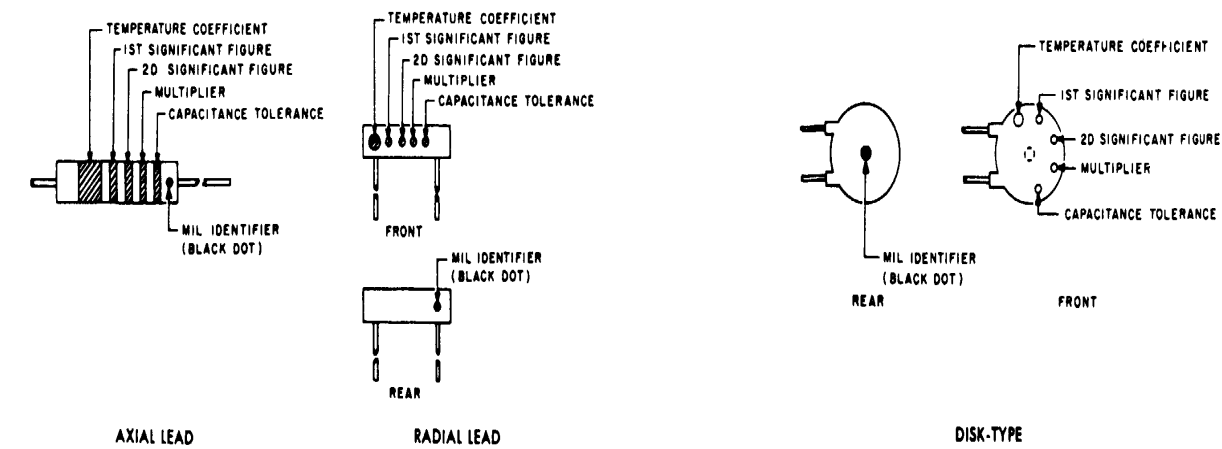 TEMPERATURE COEFFICIENT
1ST SIGNIFICANT FIGURE
2D SIGNIFICANT FIGURE
MULTIPLIER
CAPACITANCE TOLERANCE
MIL IDENTIFIER
(BLACK DOT)
AXIAL LEAD
TEMPERATURE COEFFICIENT
1ST SIGNIFICANT FIGURE
2D SIGNIFICANT FIGURE
MULTIPLIER
CAPACITANCE TOLERANCE
FRONT
MIL IDENTIFIER
(BLACK DOT)
REAR
RADIAL LEAD
MIL IDENTIFIER
(BLACK DOT)
REAR
TEMPERATURE COEFFICIENT
1ST SIGNIFICANT FIGURE
2D SIGNIFICANT FIGURE
MULTIPLIER
CAPACITANCE TOLERANCE
FRONT
DISK-TYPE